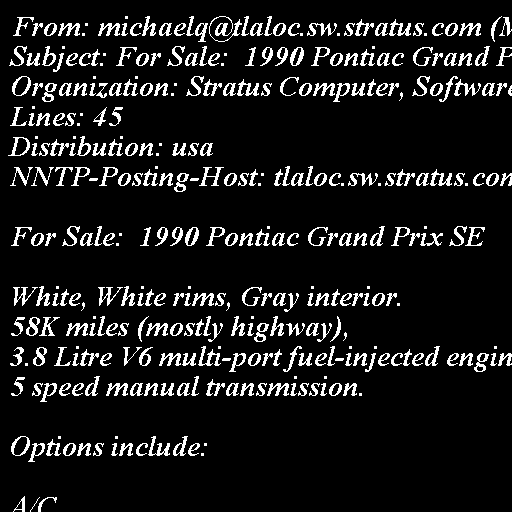 From: michaelq@tlaloc.sw.stratus.com (M
Subject: For Sale:  1990 Pontiac Grand P
Organization: Stratus Computer, Software
Lines: 45
Distribution: usa
NNTP-Posting-Host: tlaloc.sw.stratus.com

For Sale:  1990 Pontiac Grand Prix SE

White, White rims, Gray interior.
58K miles (mostly highway),
3.8 Litre V6 multi-port fuel-injected engin
5 speed manual transmission.

Options include:

A/C